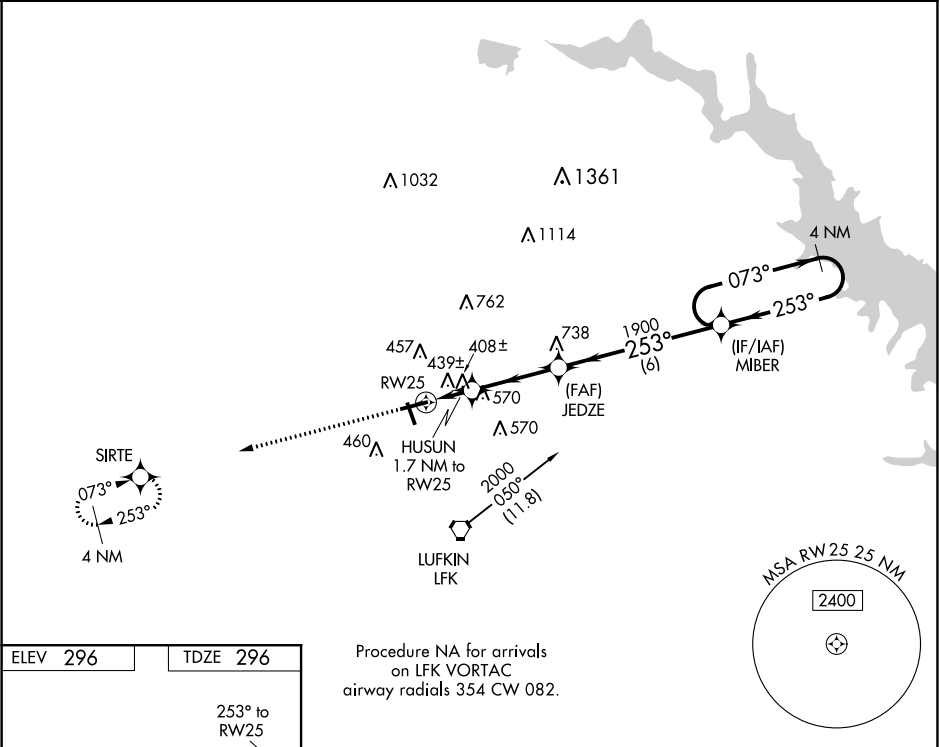 1032
1361
1114
4 NM
073°
253°
762
738
1900
253°
(6)
(IF/IAF)
MIBER
457
408±
439±
RW25
570
(FAF)
JEDZE
570
460
HUSUN
1.7 NM to
RW25
SIRTE
073°
253°
4 NM
2000
050°
(11.8)
LUFKIN
LFK
MSA RW25 25 NM
2400
ELEV 296
TDZE 296
Procedure NA for arrivals
on LFK VORTAC
airway radials 354 CW 082.
253° to
RW25